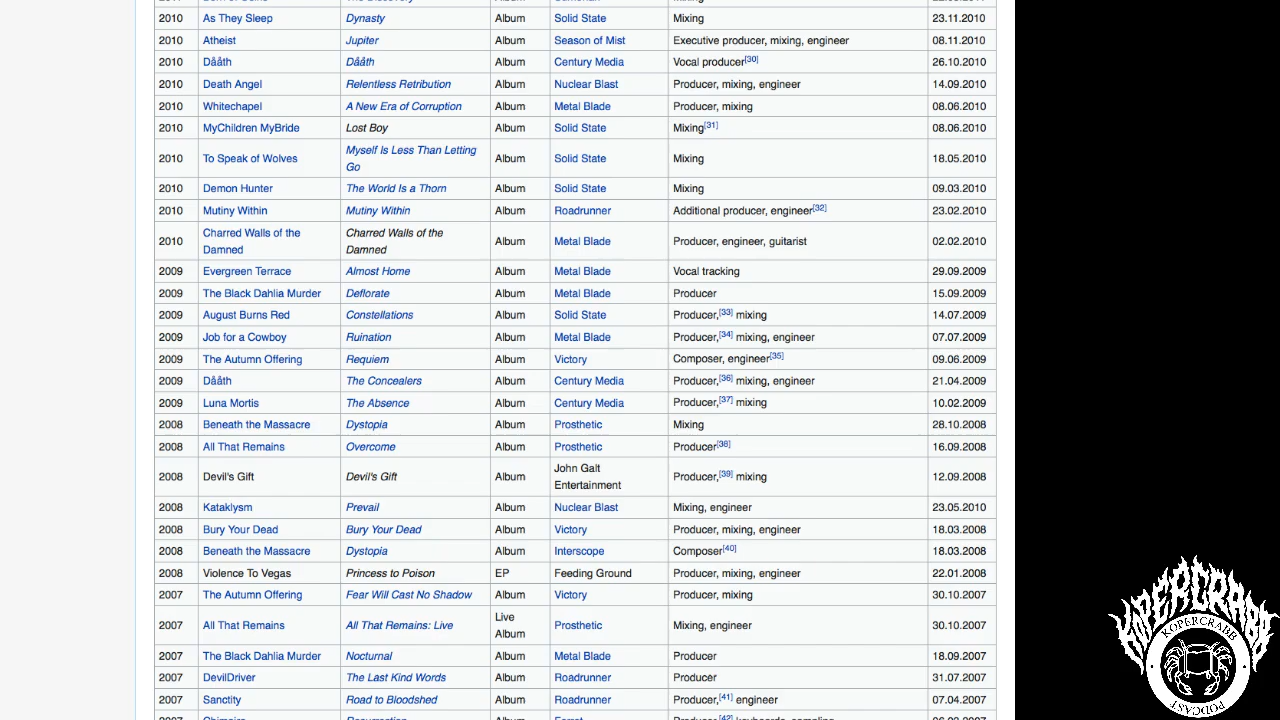 2010 As They Sleep Dynasty Album Solid State Mixing 23.11.2010
2010 Atheist Jupiter Album Season of Mist Executive producer, mixing, engineer 08.11.2010
2010 Dååth Dååth Album Century Media Vocal producer[30] 26.10.2010
2010 Death Angel Relentless Retribution Album Nuclear Blast Producer, mixing, engineer 14.09.2010
2010 Whitechapel A New Era of Corruption Album Metal Blade Producer, mixing 08.06.2010
2010 MyChildren MyBride Lost Boy Album Solid State Mixing[31] 08.06.2010
2010 To Speak of Wolves Myself Is Less Than Letting
Go Album Solid State Mixing 18.05.2010
2010 Demon Hunter The World Is a Thorn Album Solid State Mixing 09.03.2010
2010 Mutiny Within Mutiny Within Album Roadrunner Additional producer, engineer[32] 23.02.2010
2010 Charred Walls of the
Damned Charred Walls of the
Damned Album Metal Blade Producer, engineer, guitarist 02.02.2010
2009 Evergreen Terrace Almost Home Album Metal Blade Vocal tracking 29.09.2009
2009 The Black Dahlia Murder Deflorate Album Metal Blade Producer 15.09.2009
2009 August Burns Red Constellations Album Solid State Producer,[33] mixing 14.07.2009
2009 Job for a Cowboy Ruination Album Metal Blade Producer,[34] mixing, engineer 07.07.2009
2009 The Autumn Offering Requiem Album Victory Composer, engineer[35] 09.06.2009
2009 Dååth The Concealers Album Century Media Producer,[36] mixing, engineer 21.04.2009
2009 Luna Mortis The Absence Album Century Media Producer,[37] mixing 10.02.2009
2008 Beneath the Massacre Dystopia Album Prosthetic Mixing 28.10.2008
2008 All That Remains Overcome Album Prosthetic Producer[38] 16.09.2008
2008 Devil's Gift Devil's Gift Album John Galt
Entertainment Producer,[39] mixing 12.09.2008
2008 Kataklysm Prevail Album Nuclear Blast Mixing, engineer 23.05.2010
2008 Bury Your Dead Bury Your Dead Album Victory Producer, mixing, engineer 18.03.2008
2008 Beneath the Massacre Dystopia Album Interscope Composer[40] 18.03.2008
2008 Violence To Vegas Princess to Poison EP Feeding Ground Producer, mixing, engineer 22.01.2008
2007 The Autumn Offering Fear Will Cast No Shadow Album Victory Producer, mixing 30.10.2007
2007 All That Remains All That Remains: Live Live
Album Prosthetic Mixing, engineer 30.10.2007
2007 The Black Dahlia Murder Nocturnal Album Metal Blade Producer 18.09.2007
2007 DevilDriver The Last Kind Words Album Roadrunner Producer 31.07.2007
2007 Sanctity Road to Bloodshed Album Roadrunner Producer,[41] engineer 07.04.2007
KOPERCRABB
KOPERCRABB
PODCAST